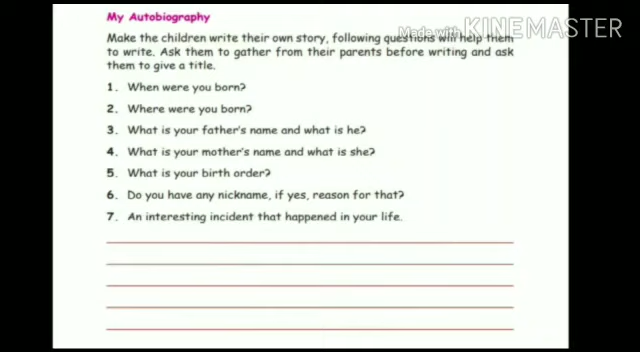 My Autobiography
Made with KINEMASTER
Make the children write their own story, following questions will help them
to write. Ask them to gather from their parents before writing and ask
them to give a title.
1. When were you born?
2. Where were you born?
3. What is your father's name and what is he?
4. What is your mother's name and what is she?
5. What is your birth order?
6. Do you have any nickname, if yes, reason for that?
7. An interesting incident that happened in your life.